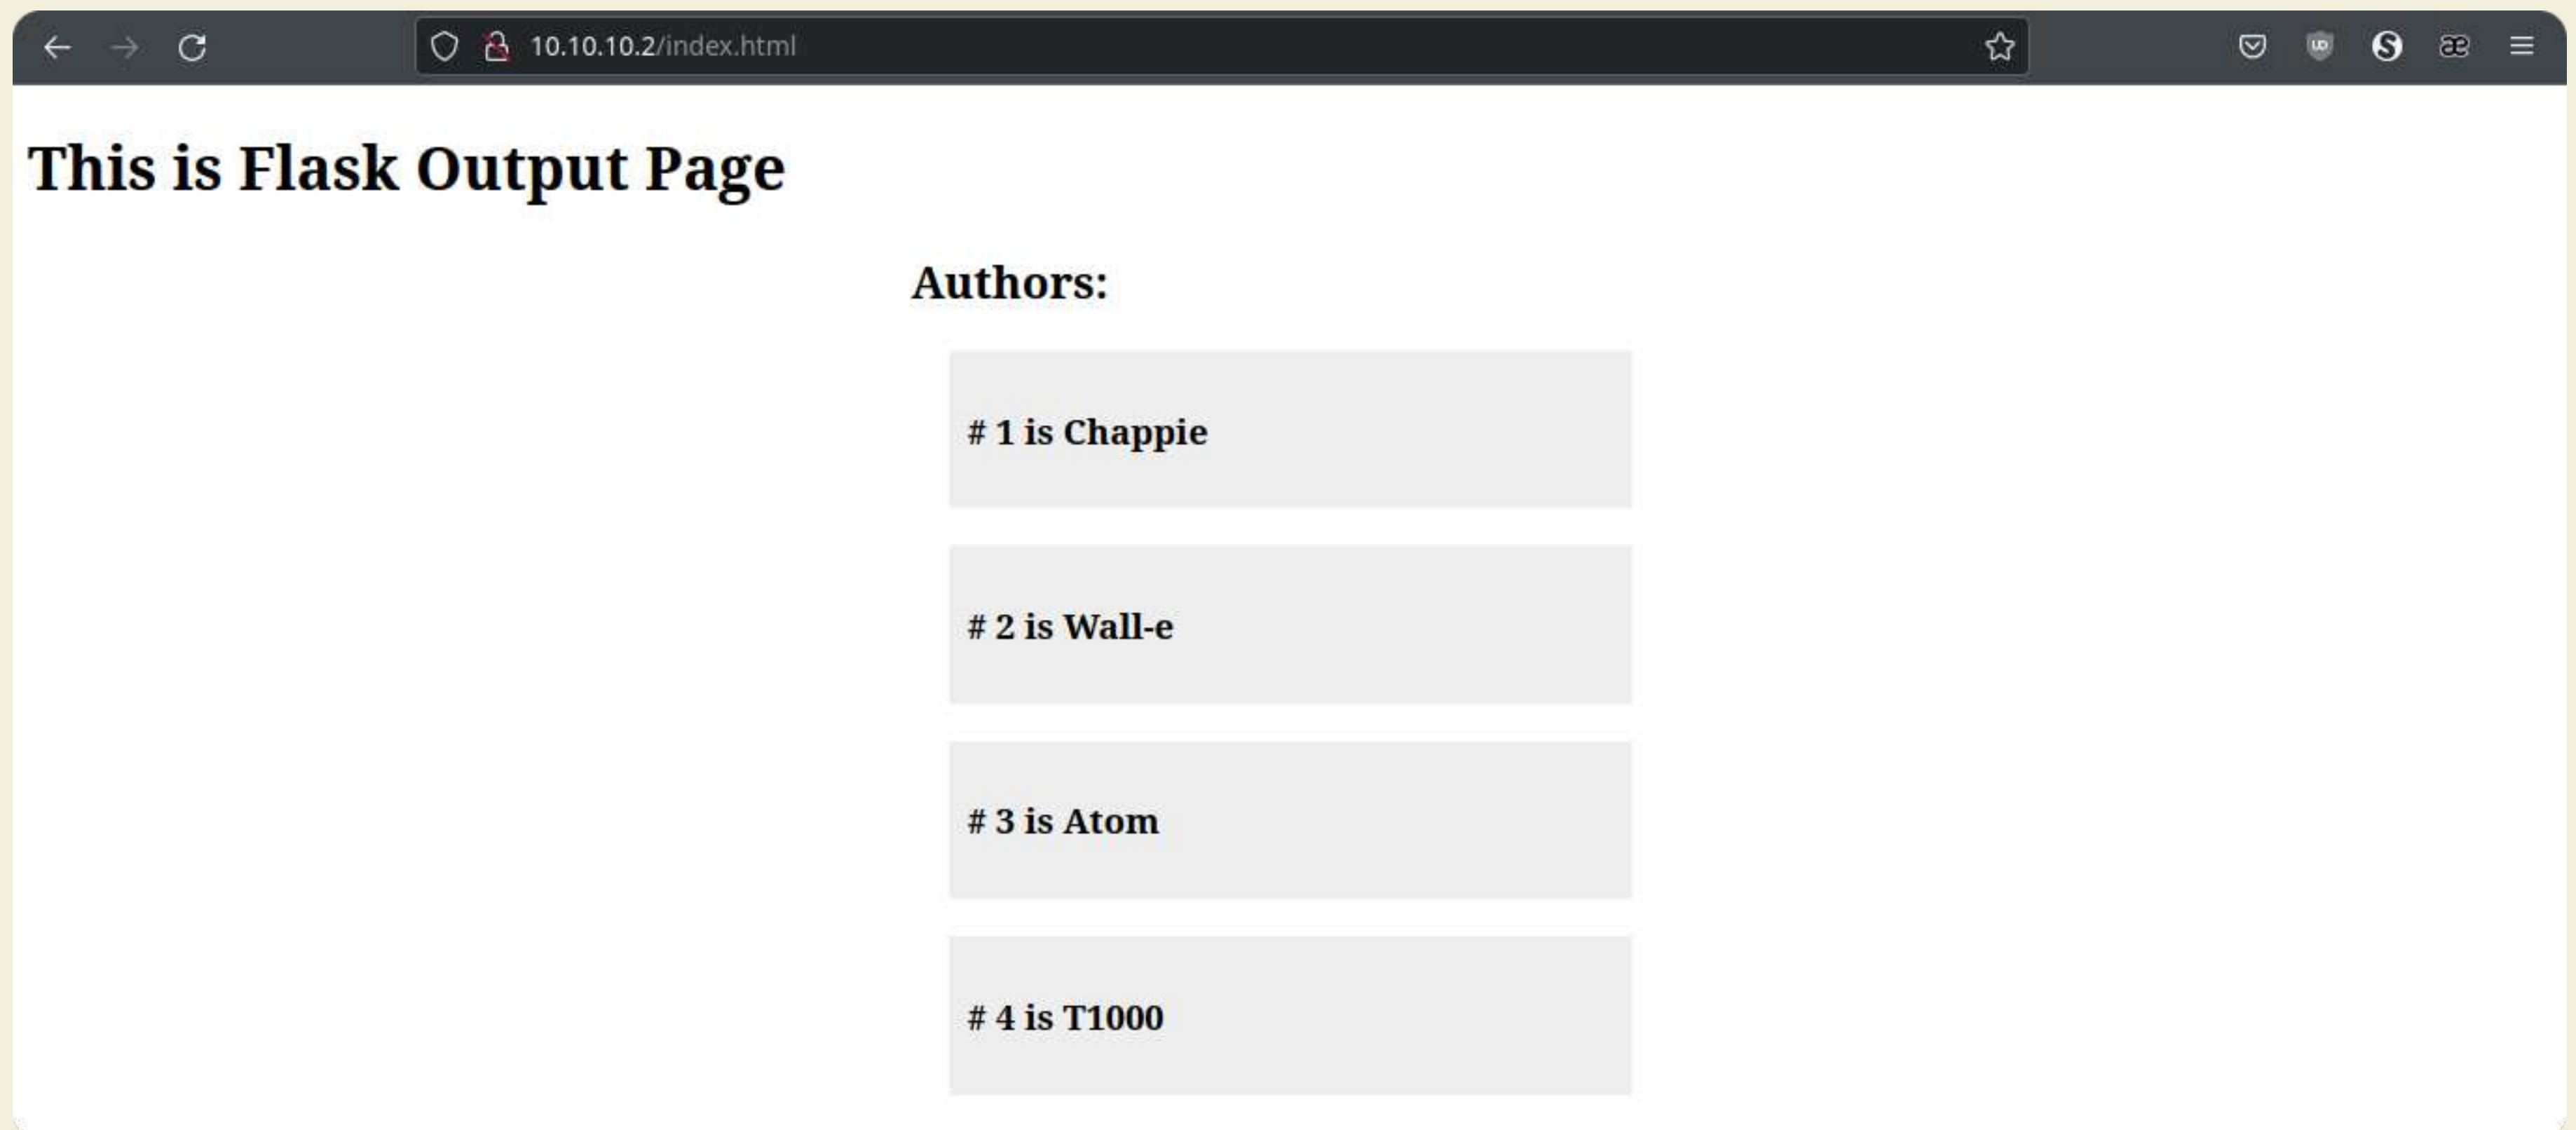 10.10.10.2/index.html
This is Flask Output Page
Authors:
# 1 is Chappie
# 2 is Wall-e
# 3 is Atom
# 4 is T1000